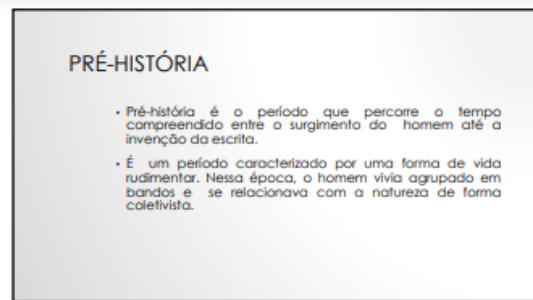 PRÉ-HISTÓRIA
• Pré-história é o período que percorre o tempo
compreendido entre o surgimento do homem até a
invenção da escrita.
• É um período caracterizado por uma forma de vida
rudimentar. Nessa época, o homem vivia agrupado em
bandos e se relacionava com a natureza de forma
coletivista.